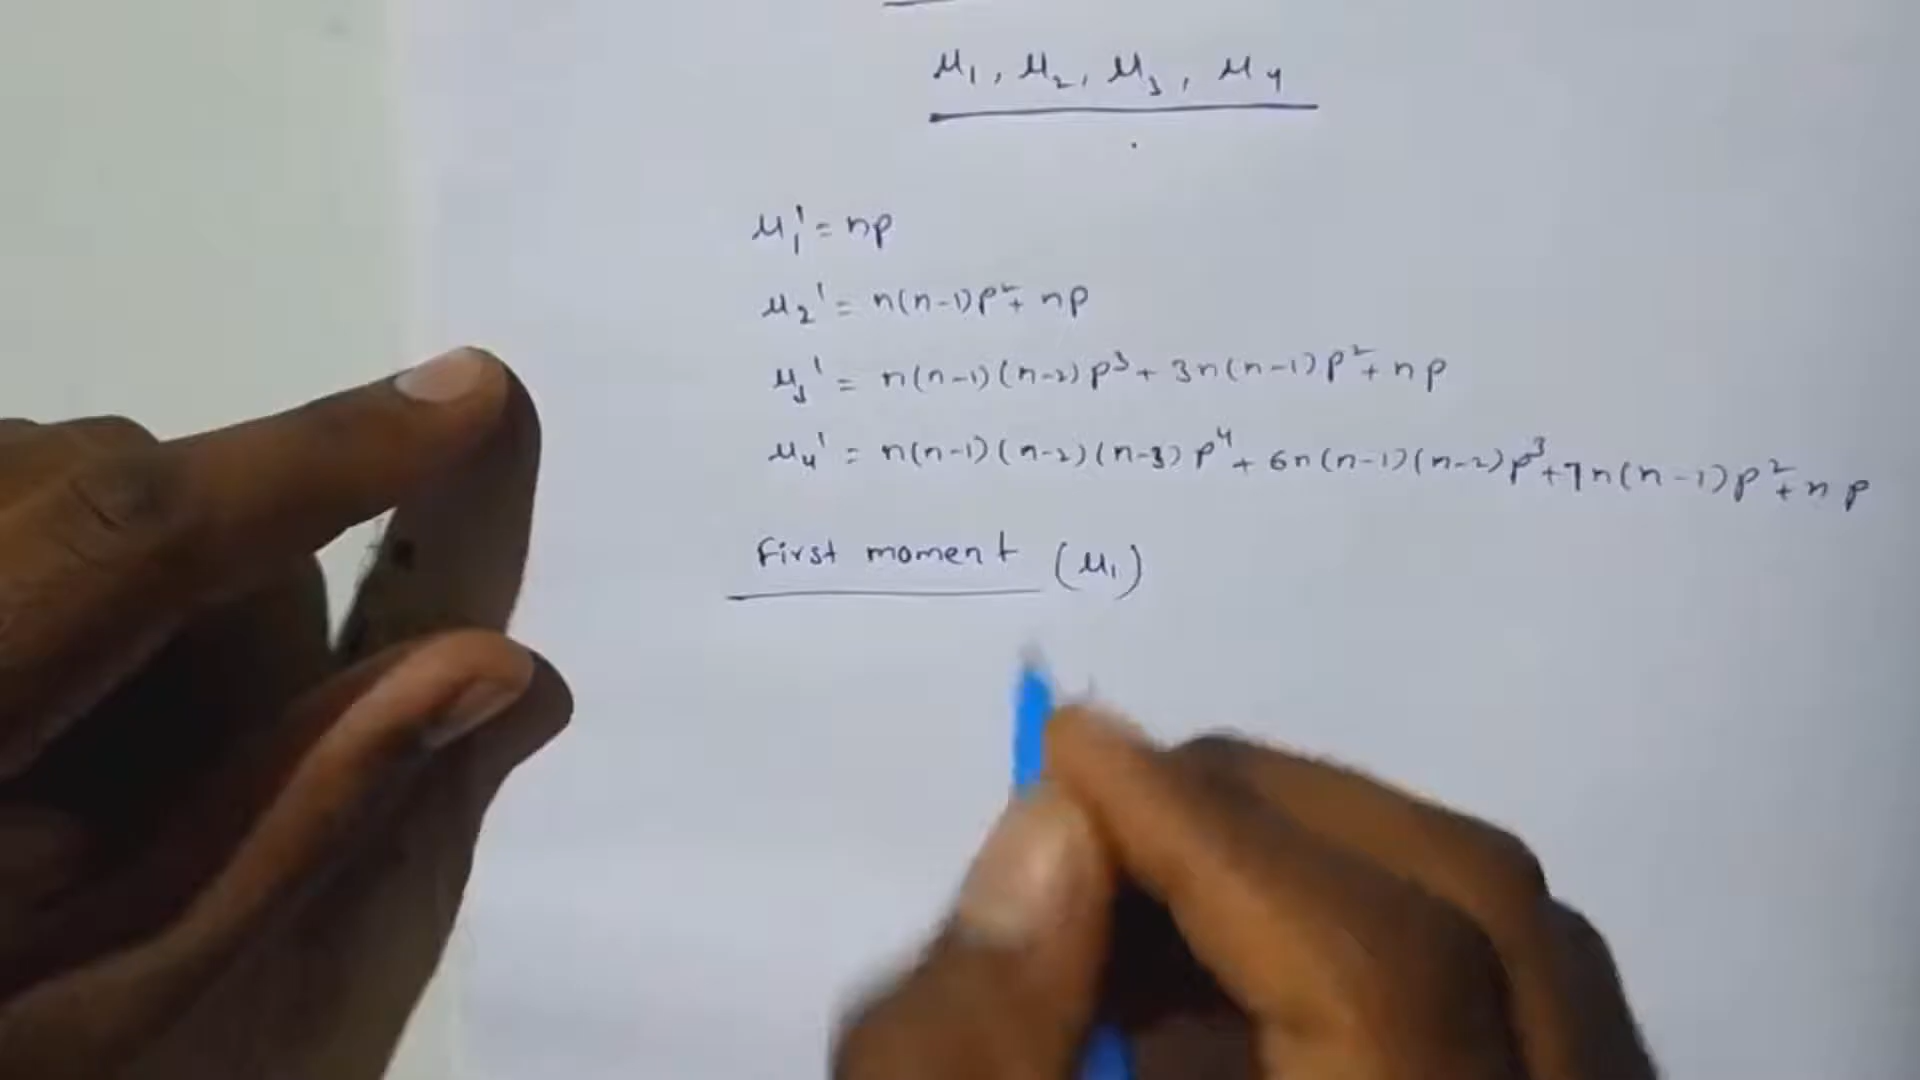 μ₁, μ₂, μ₃, μ₄
μ₁' = np
μ₂' = n(n-1)p² + np
μ₃' = n(n-1)(n-2)p³ + 3n(n-1)p² + np
μ₄' = n(n-1)(n-2)(n-3)p⁴ + 6n(n-1)(n-2)p³ + 7n(n-1)p² + np
First moment (μ₁)